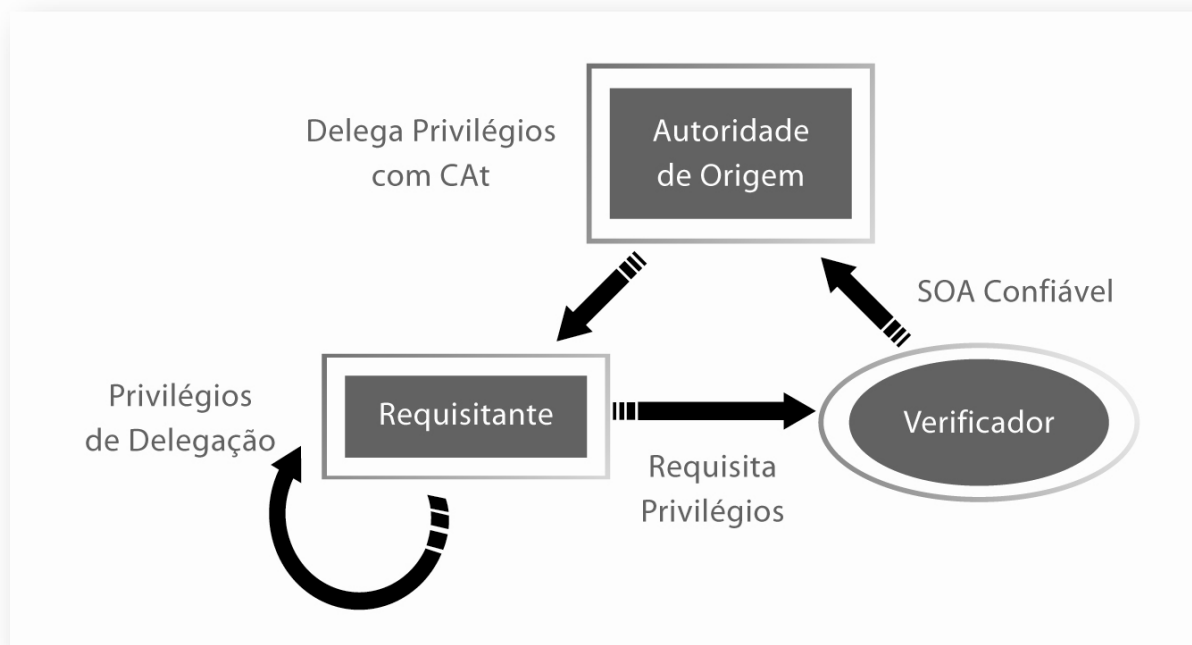 Delega Privilégios
com CAt
Autoridade
de Origem
SOA Confiável
Privilégios
de Delegação
Requisitante
Requisita
Privilégios
Verificador